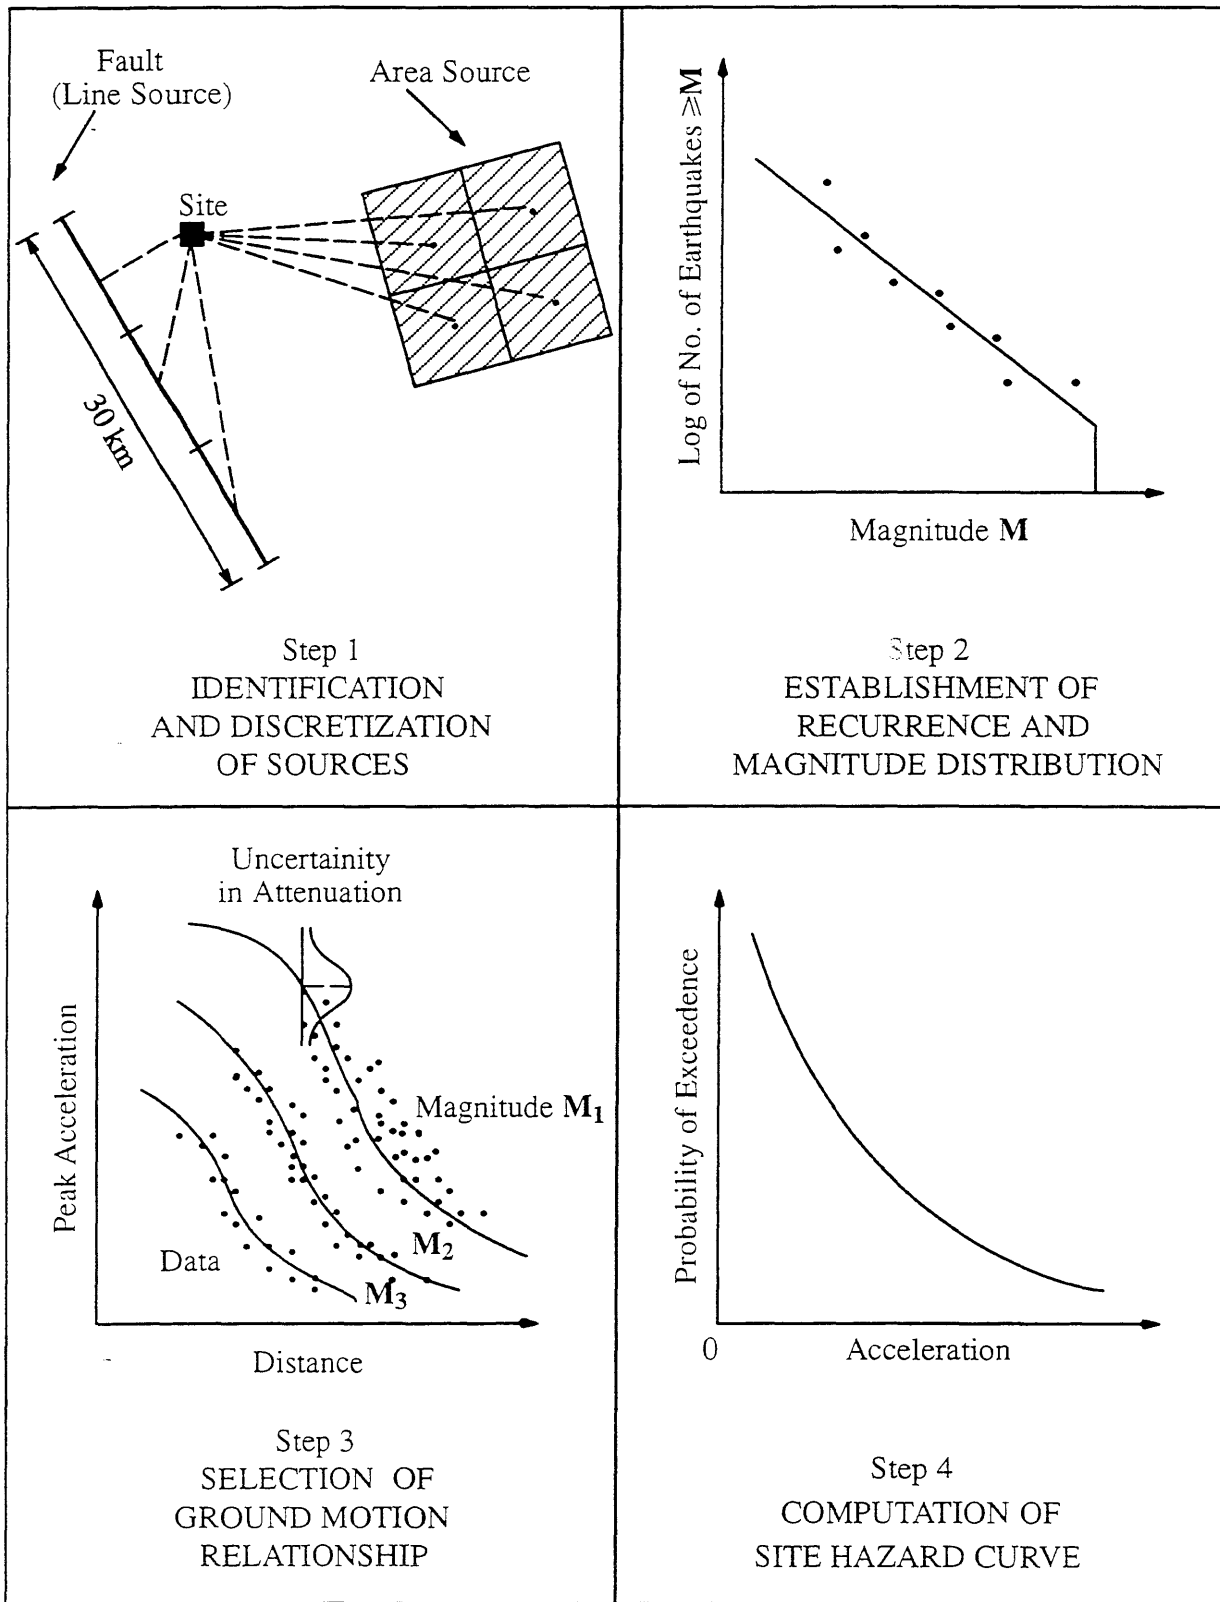 Fault
(Line Source)
Area Source
Site
30 km
Step 1
IDENTIFICATION
AND DISCRETIZATION
OF SOURCES
Log of No. of Earthquakes ⩾M
Magnitude M
Step 2
ESTABLISHMENT OF
RECURRENCE AND
MAGNITUDE DISTRIBUTION
Uncertainity
in Attenuation
Peak Acceleration
Magnitude M₁
M₂
Data
M₃
Distance
Step 3
SELECTION OF
GROUND MOTION
RELATIONSHIP
Probability of Exceedence
0
Acceleration
Step 4
COMPUTATION OF
SITE HAZARD CURVE